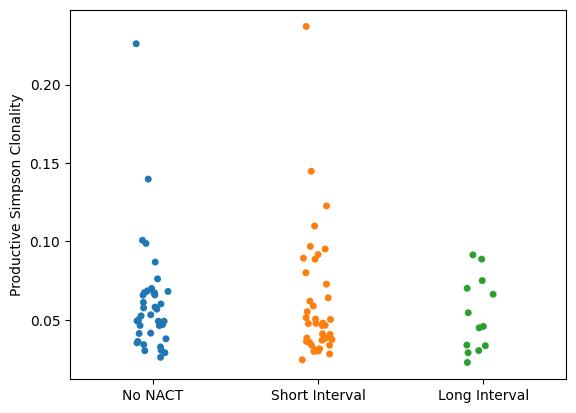 Productive Simpson Clonality
0.20
0.15
0.10
0.05
No NACT
Short Interval
Long Interval